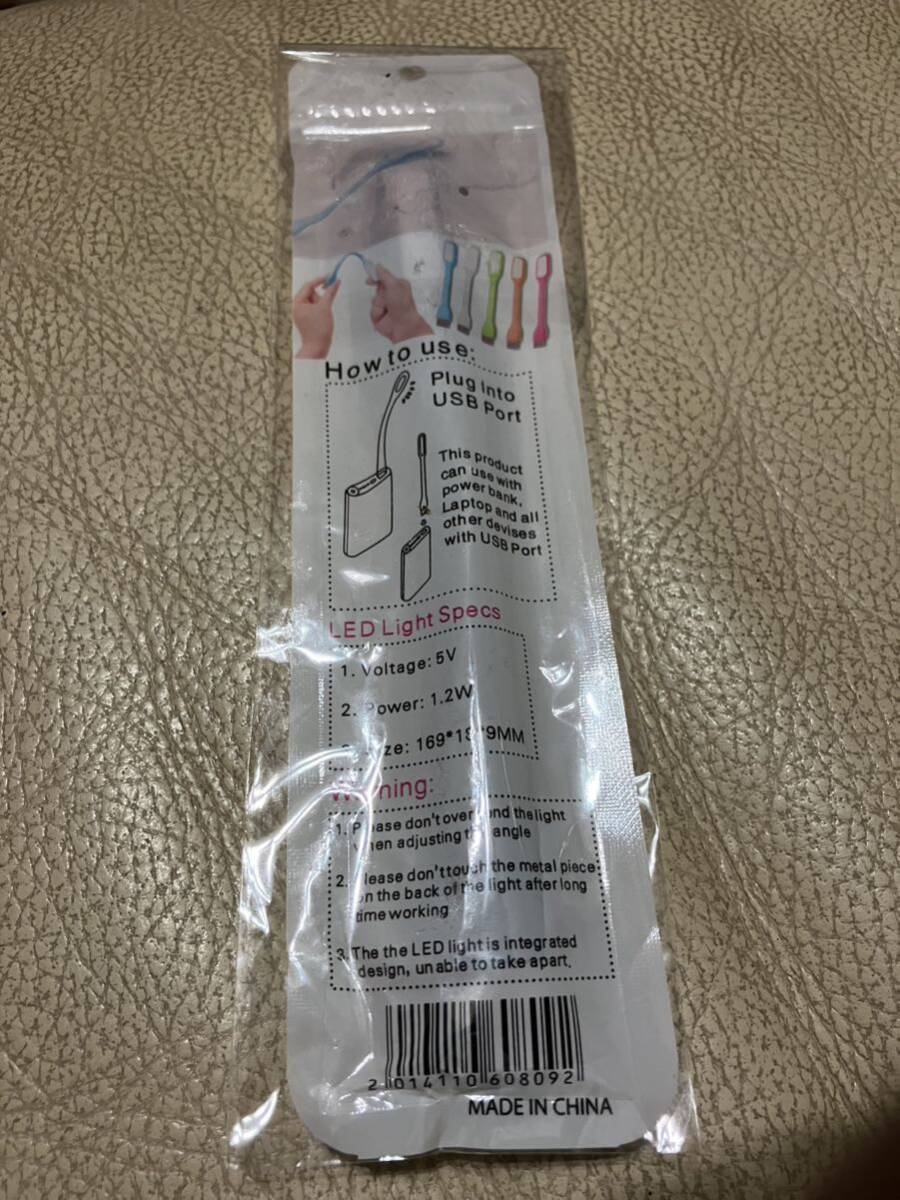 How to use:
Plug into
USB Port
This product
can use with
power bank.
Laptop and all
other devises
with USB Port
LED Light Specs
1. Voltage: 5V
2. Power: 1.2W
169*19*9MM
Warning:
1. Please don't over bend the light
when adjusting the angle
2. Please don't touch the metal piece
on the back of the light after long
time working
3. The the LED light is integrated
design, unable to take apart.
2 014110 608092
MADE IN CHINA